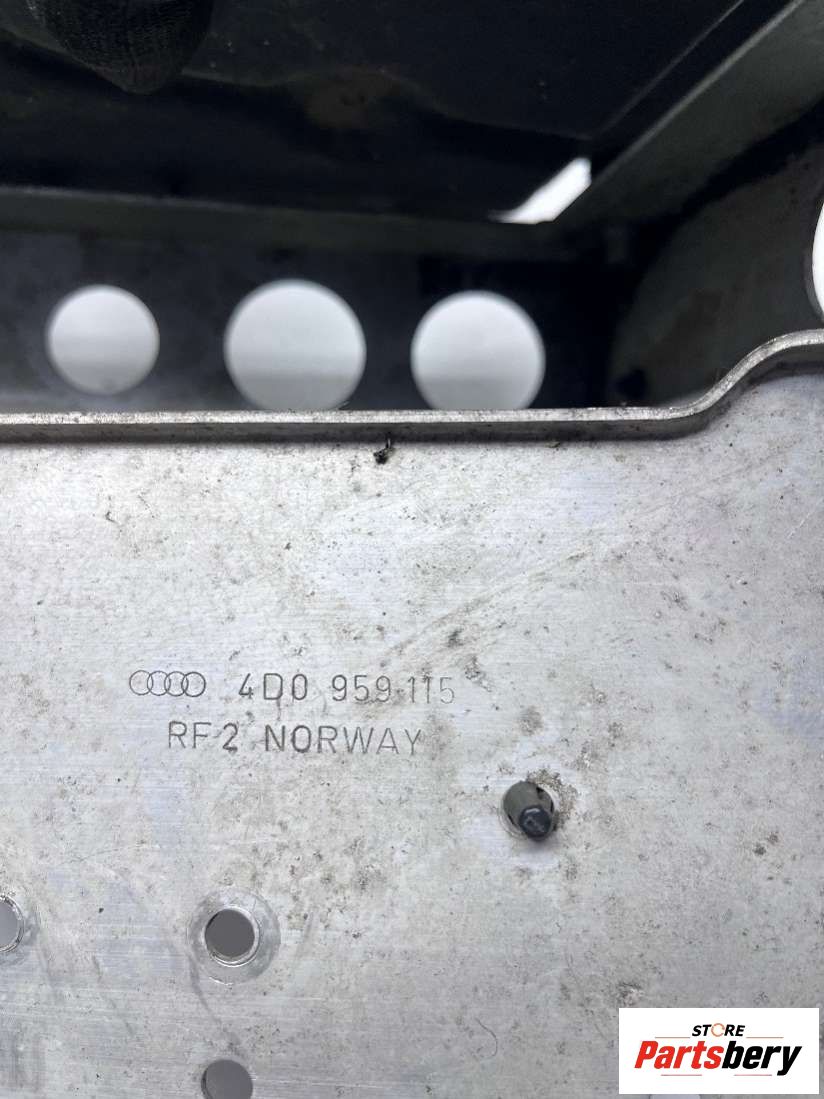 4D0 959 115
RF2 NORWAY
STORE
Partsbery